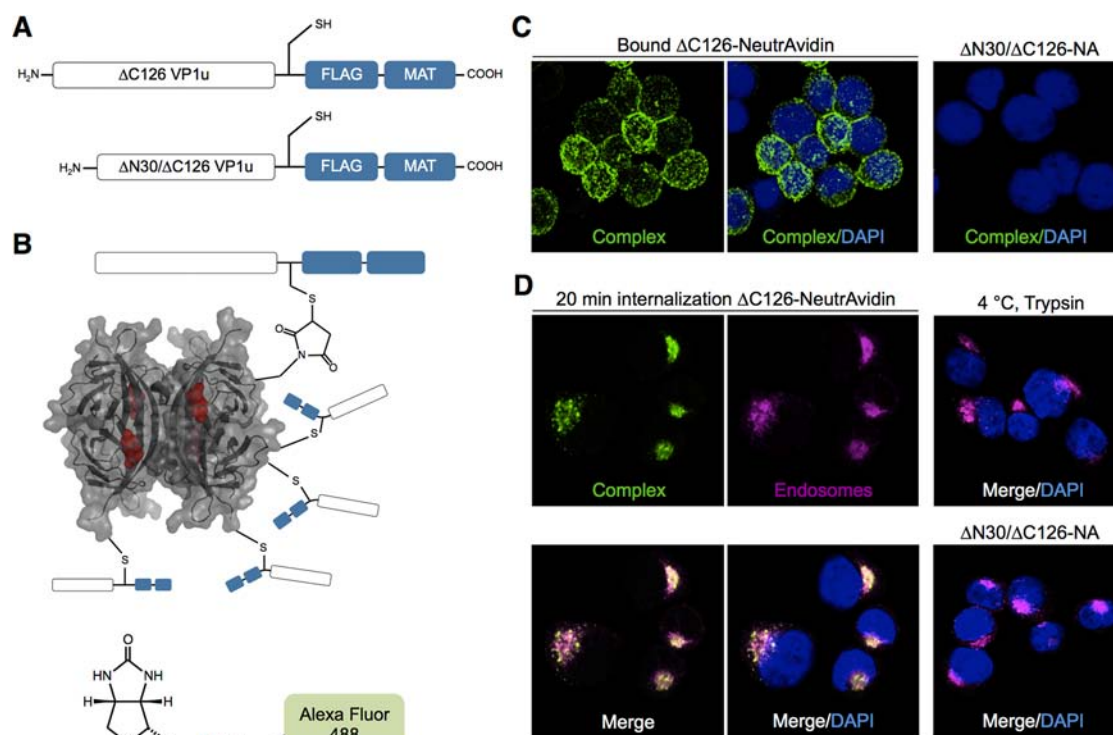 A
SH
H₂N
ΔC126 VP1u
FLAG
MAT
COOH
SH
H₂N
ΔN30/ΔC126 VP1u
FLAG
MAT
COOH
B
S
O
N
O
S
S
S
S
O
HN
NH
H
H
Alexa Fluor
488
C
Bound ΔC126-NeutrAvidin
ΔN30/ΔC126-NA
Complex
Complex/DAPI
Complex/DAPI
D
20 min internalization ΔC126-NeutrAvidin
4 °C, Trypsin
Complex
Endosomes
Merge/DAPI
ΔN30/ΔC126-NA
Merge
Merge/DAPI
Merge/DAPI